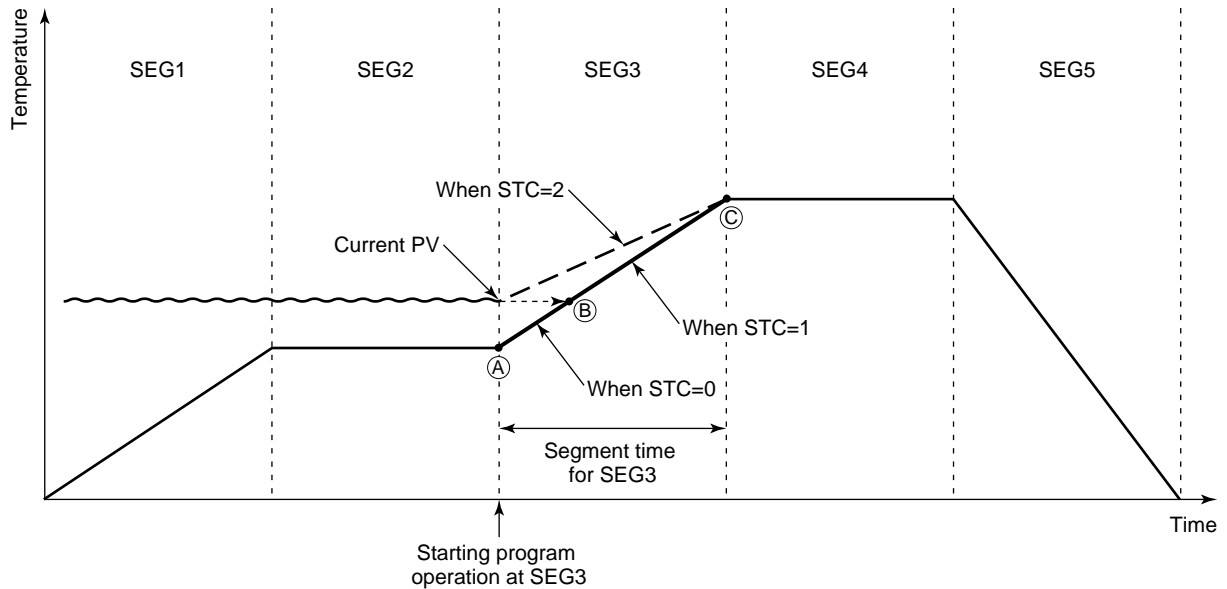 Temperature
SEG1
SEG2
SEG3
SEG4
SEG5
When STC=2
Current PV
C
B
When STC=1
A
When STC=0
Segment time
for SEG3
Time
Starting program
operation at SEG3